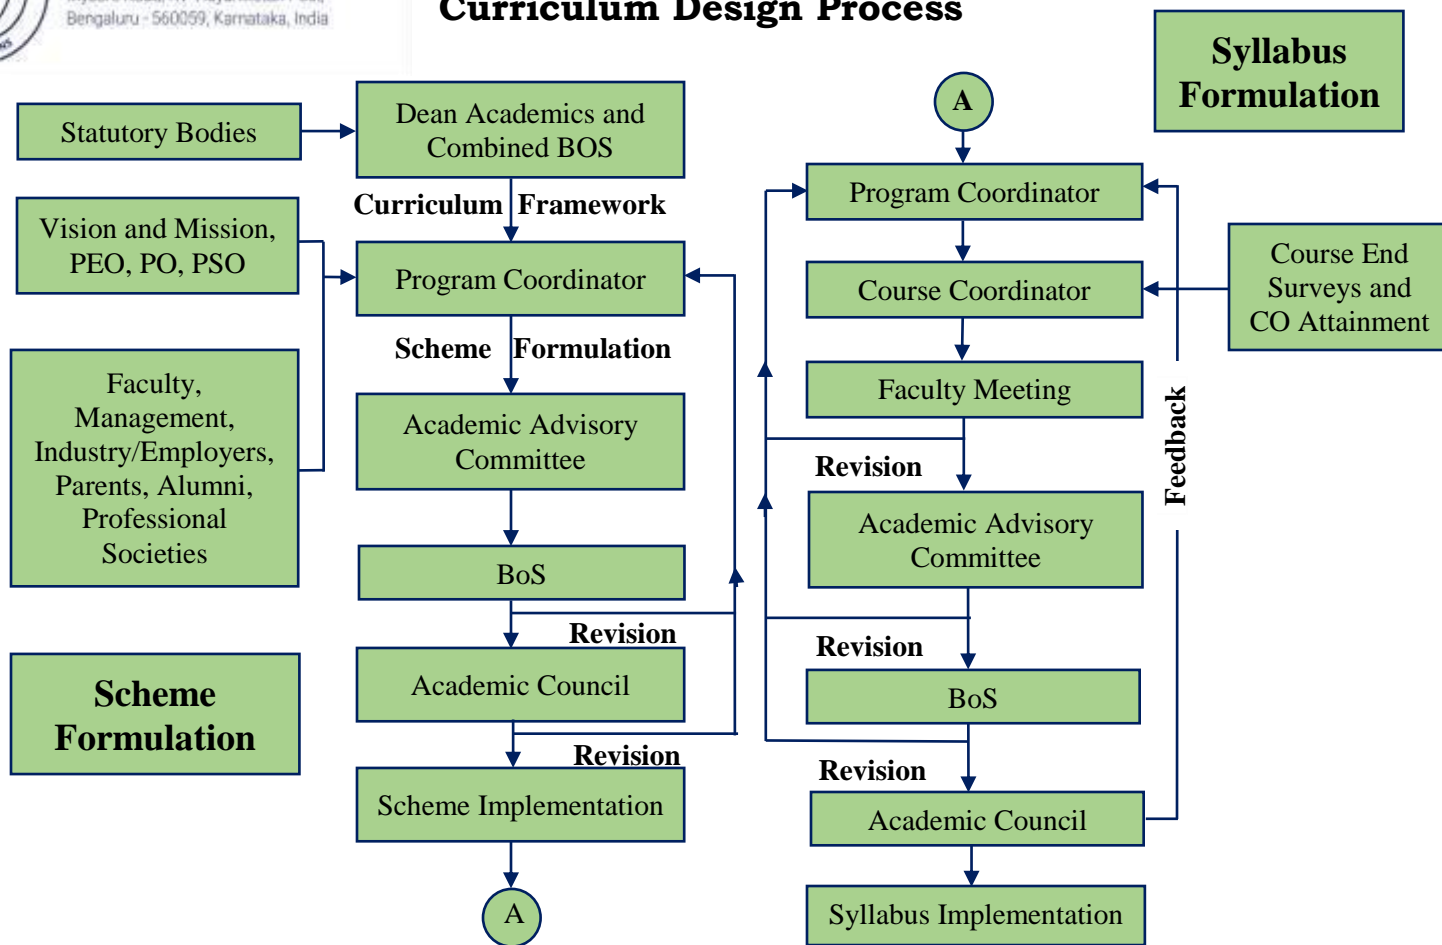 Bengaluru - 560059, Karnataka, India
Curriculum Design Process
Syllabus
Formulation
Statutory Bodies
Dean Academics and
Combined BOS
Curriculum Framework
Vision and Mission,
PEO, PO, PSO
Program Coordinator
Scheme Formulation
Faculty,
Management,
Industry/Employers,
Parents, Alumni,
Professional
Societies
Academic Advisory
Committee
BoS
Revision
Scheme
Formulation
Academic Council
Revision
Scheme Implementation
A
A
Program Coordinator
Course Coordinator
Course End
Surveys and
CO Attainment
Faculty Meeting
Feedback
Revision
Academic Advisory
Committee
Revision
BoS
Revision
Academic Council
Syllabus Implementation